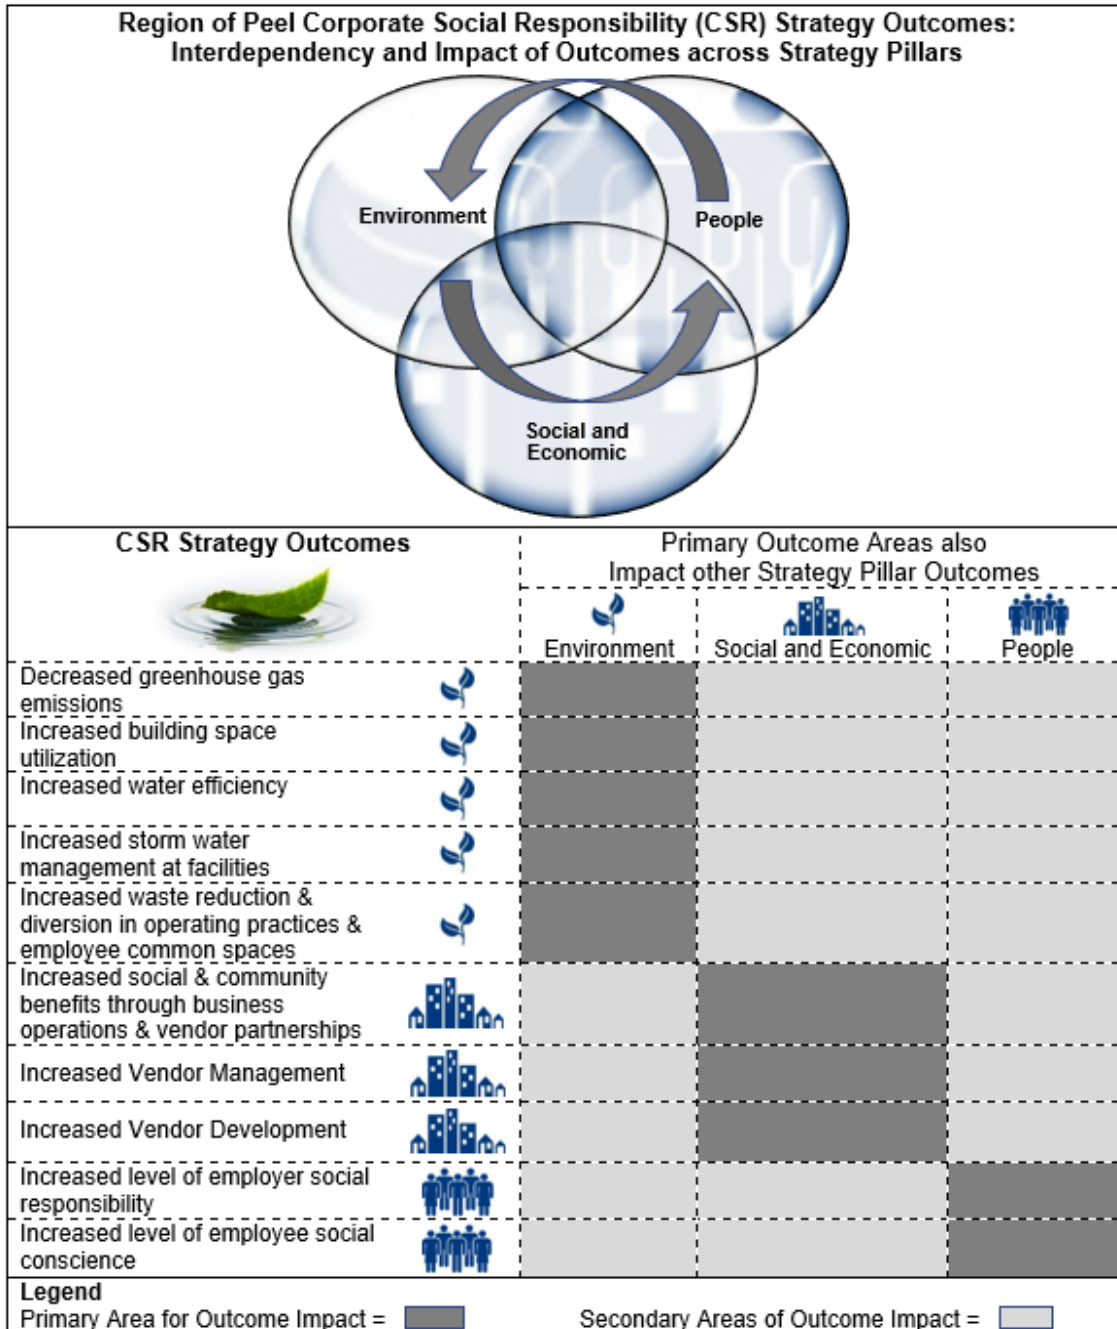 Region of Peel Corporate Social Responsibility (CSR) Strategy Outcomes:
Interdependency and Impact of Outcomes across Strategy Pillars
Environment
People
Social and
Economic
CSR Strategy Outcomes
Primary Outcome Areas also
Impact other Strategy Pillar Outcomes
Environment
Social and Economic
People
Decreased greenhouse gas
emissions
Increased building space
utilization
Increased water efficiency
Increased storm water
management at facilities
Increased waste reduction &
diversion in operating practices &
employee common spaces
Increased social & community
benefits through business
operations & vendor partnerships
Increased Vendor Management
Increased Vendor Development
Increased level of employer social
responsibility
Increased level of employee social
conscience
Legend
Primary Area for Outcome Impact =
Secondary Areas of Outcome Impact =